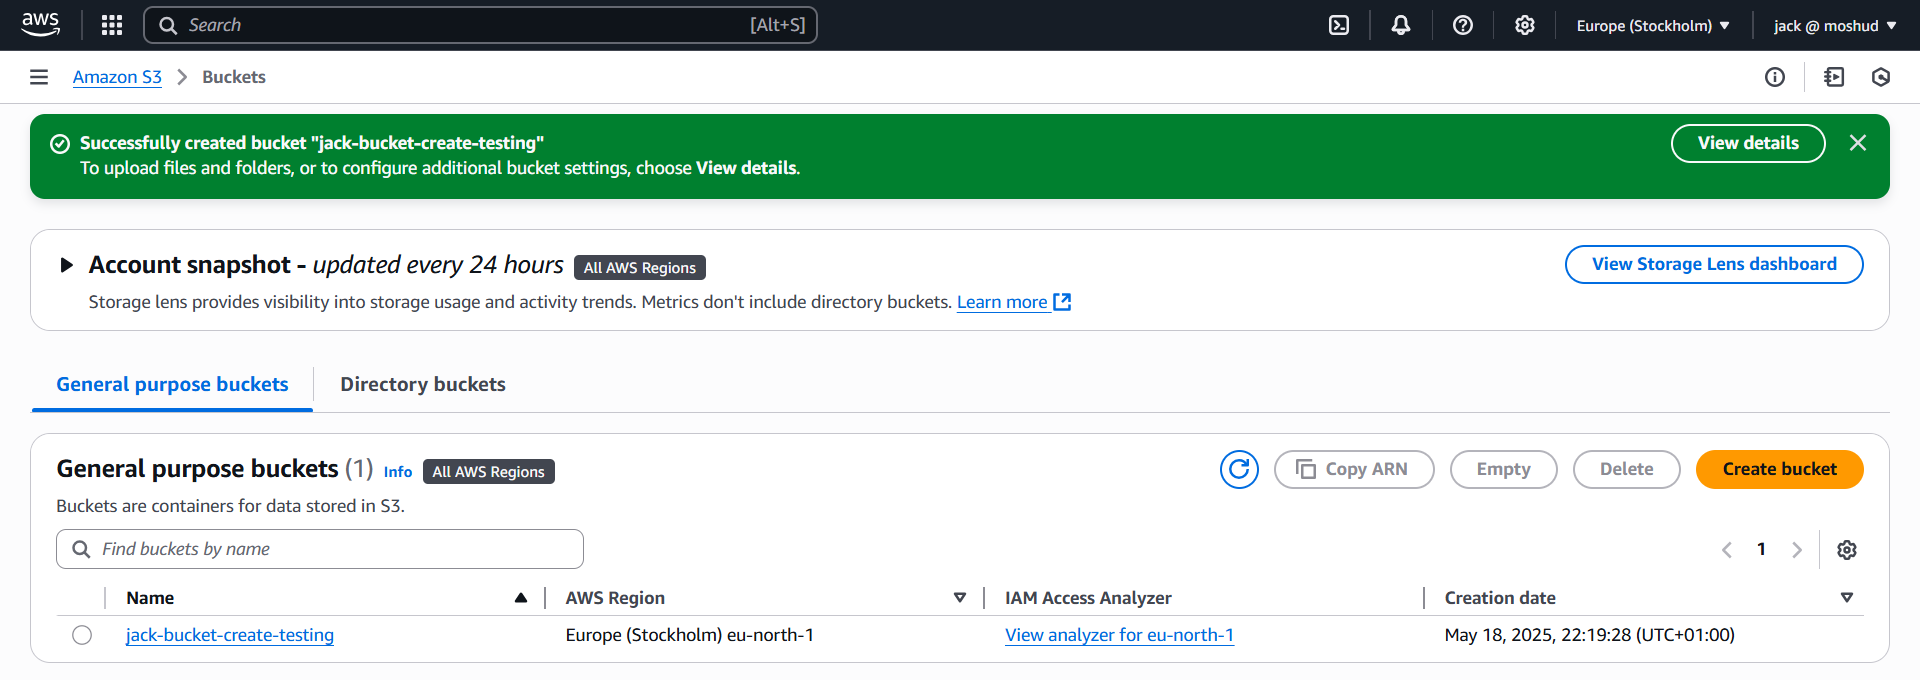 aws
Search [Alt+S]
Europe (Stockholm)
jack @ moshud
Amazon S3
Buckets
Successfully created bucket "jack-bucket-create-testing"
To upload files and folders, or to configure additional bucket settings, choose View details.
View details
Account snapshot - updated every 24 hours All AWS Regions
Storage lens provides visibility into storage usage and activity trends. Metrics don't include directory buckets. Learn more
View Storage Lens dashboard
General purpose buckets
Directory buckets
General purpose buckets (1) Info All AWS Regions
Copy ARN
Empty
Delete
Create bucket
Buckets are containers for data stored in S3.
Find buckets by name
1
Name
AWS Region
IAM Access Analyzer
Creation date
jack-bucket-create-testing
Europe (Stockholm) eu-north-1
View analyzer for eu-north-1
May 18, 2025, 22:19:28 (UTC+01:00)